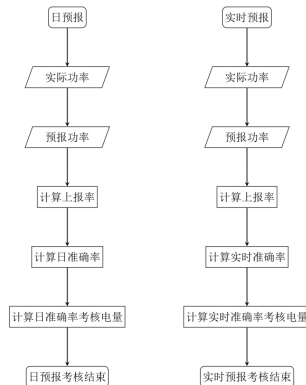 日预报
实际功率
预报功率
计算上报率
计算日准确率
计算日准确率考核电量
日预报考核结束
实时预报
实际功率
预报功率
计算上报率
计算实时准确率
计算实时准确率考核电量
实时预报考核结束